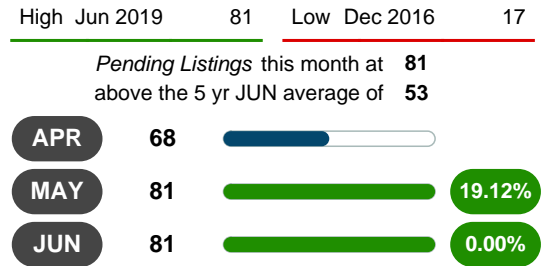 High Jun 2019 81 Low Dec 2016 17
Pending Listings this month at 81
above the 5 yr JUN average of 53
APR 68
MAY 81 19.12%
JUN 81 0.00%